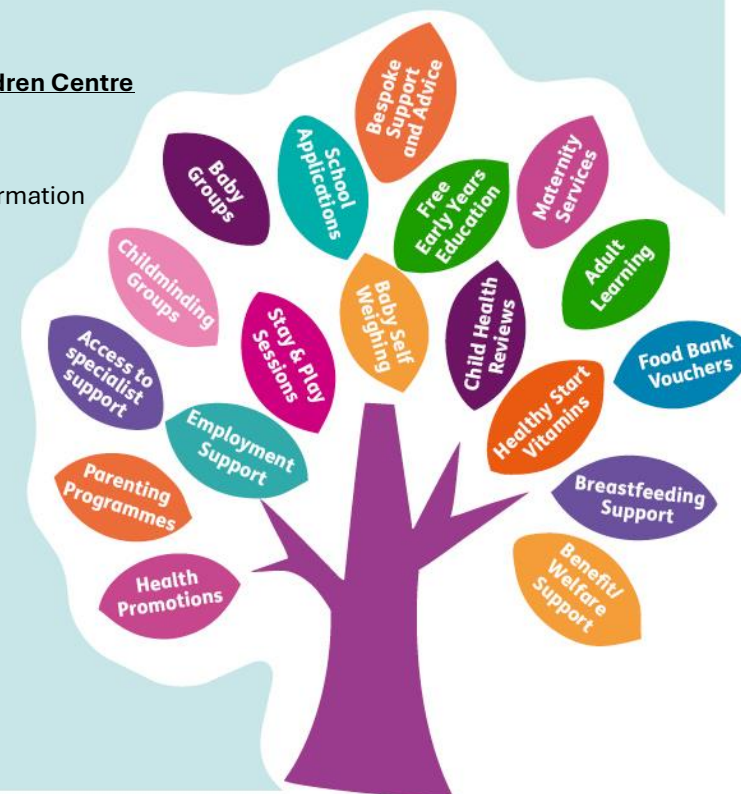 dren Centre
rmation
Bespoke
Support
and Advice
Baby
Groups
School
Applications
Free
Early Years
Education
Maternity
Services
Childminding
Groups
Adult
Learning
Access to
specialist
support
Stay & Play
Sessions
Baby Self
Weighing
Child Health
Reviews
Food Bank
Vouchers
Employment
Support
Healthy Start
Vitamins
Parenting
Programmes
Breastfeeding
Support
Health
Promotions
Benefit/
Welfare
Support